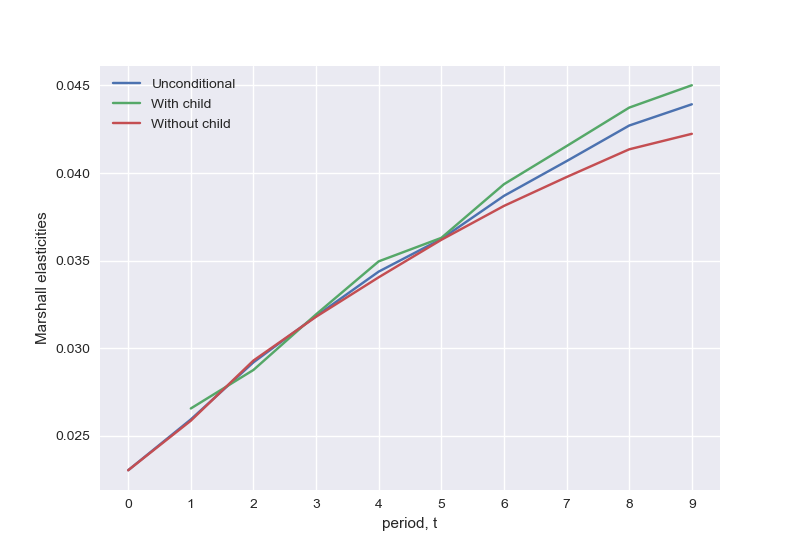 Unconditional
With child
Without child
0.045
0.040
0.035
0.030
0.025
Marshall elasticities
0 1 2 3 4 5 6 7 8 9
period, t